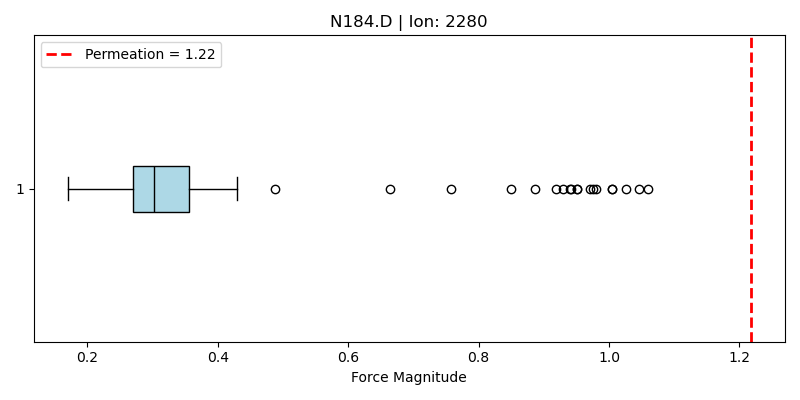 N184.D | Ion: 2280
Permeation = 1.22
1
0.2 0.4 0.6 0.8 1.0 1.2
Force Magnitude